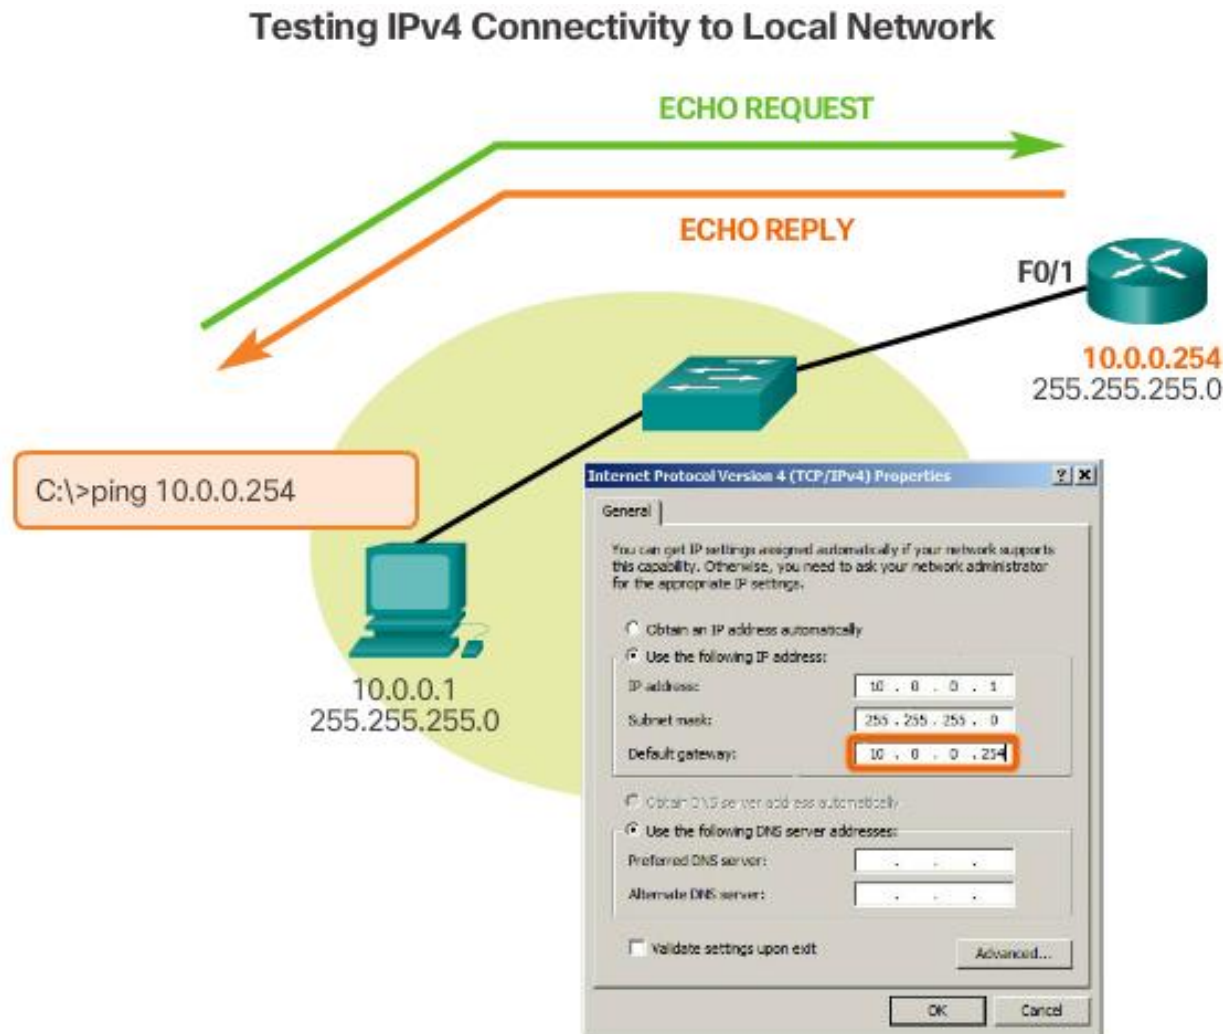 Testing IPv4 Connectivity to Local Network
ECHO REQUEST
ECHO REPLY
F0/1
10.0.0.254
255.255.255.0
C:\>ping 10.0.0.254
10.0.0.1
255.255.255.0
Internet Protocol Version 4 (TCP/IPv4) Properties
General
You can get IP settings assigned automatically if your network supports
this capability. Otherwise, you need to ask your network administrator
for the appropriate IP settings.
Obtain an IP address automatically
Use the following IP address:
IP address: 10 . 0 . 0 . 1
Subnet mask: 255 . 255 . 255 . 0
Default gateway: 10 . 0 . 0 . 254
Obtain DNS server address automatically
Use the following DNS server addresses:
Preferred DNS server: . . .
Alternate DNS server: . . .
Validate settings upon exit
Advanced...
OK Cancel